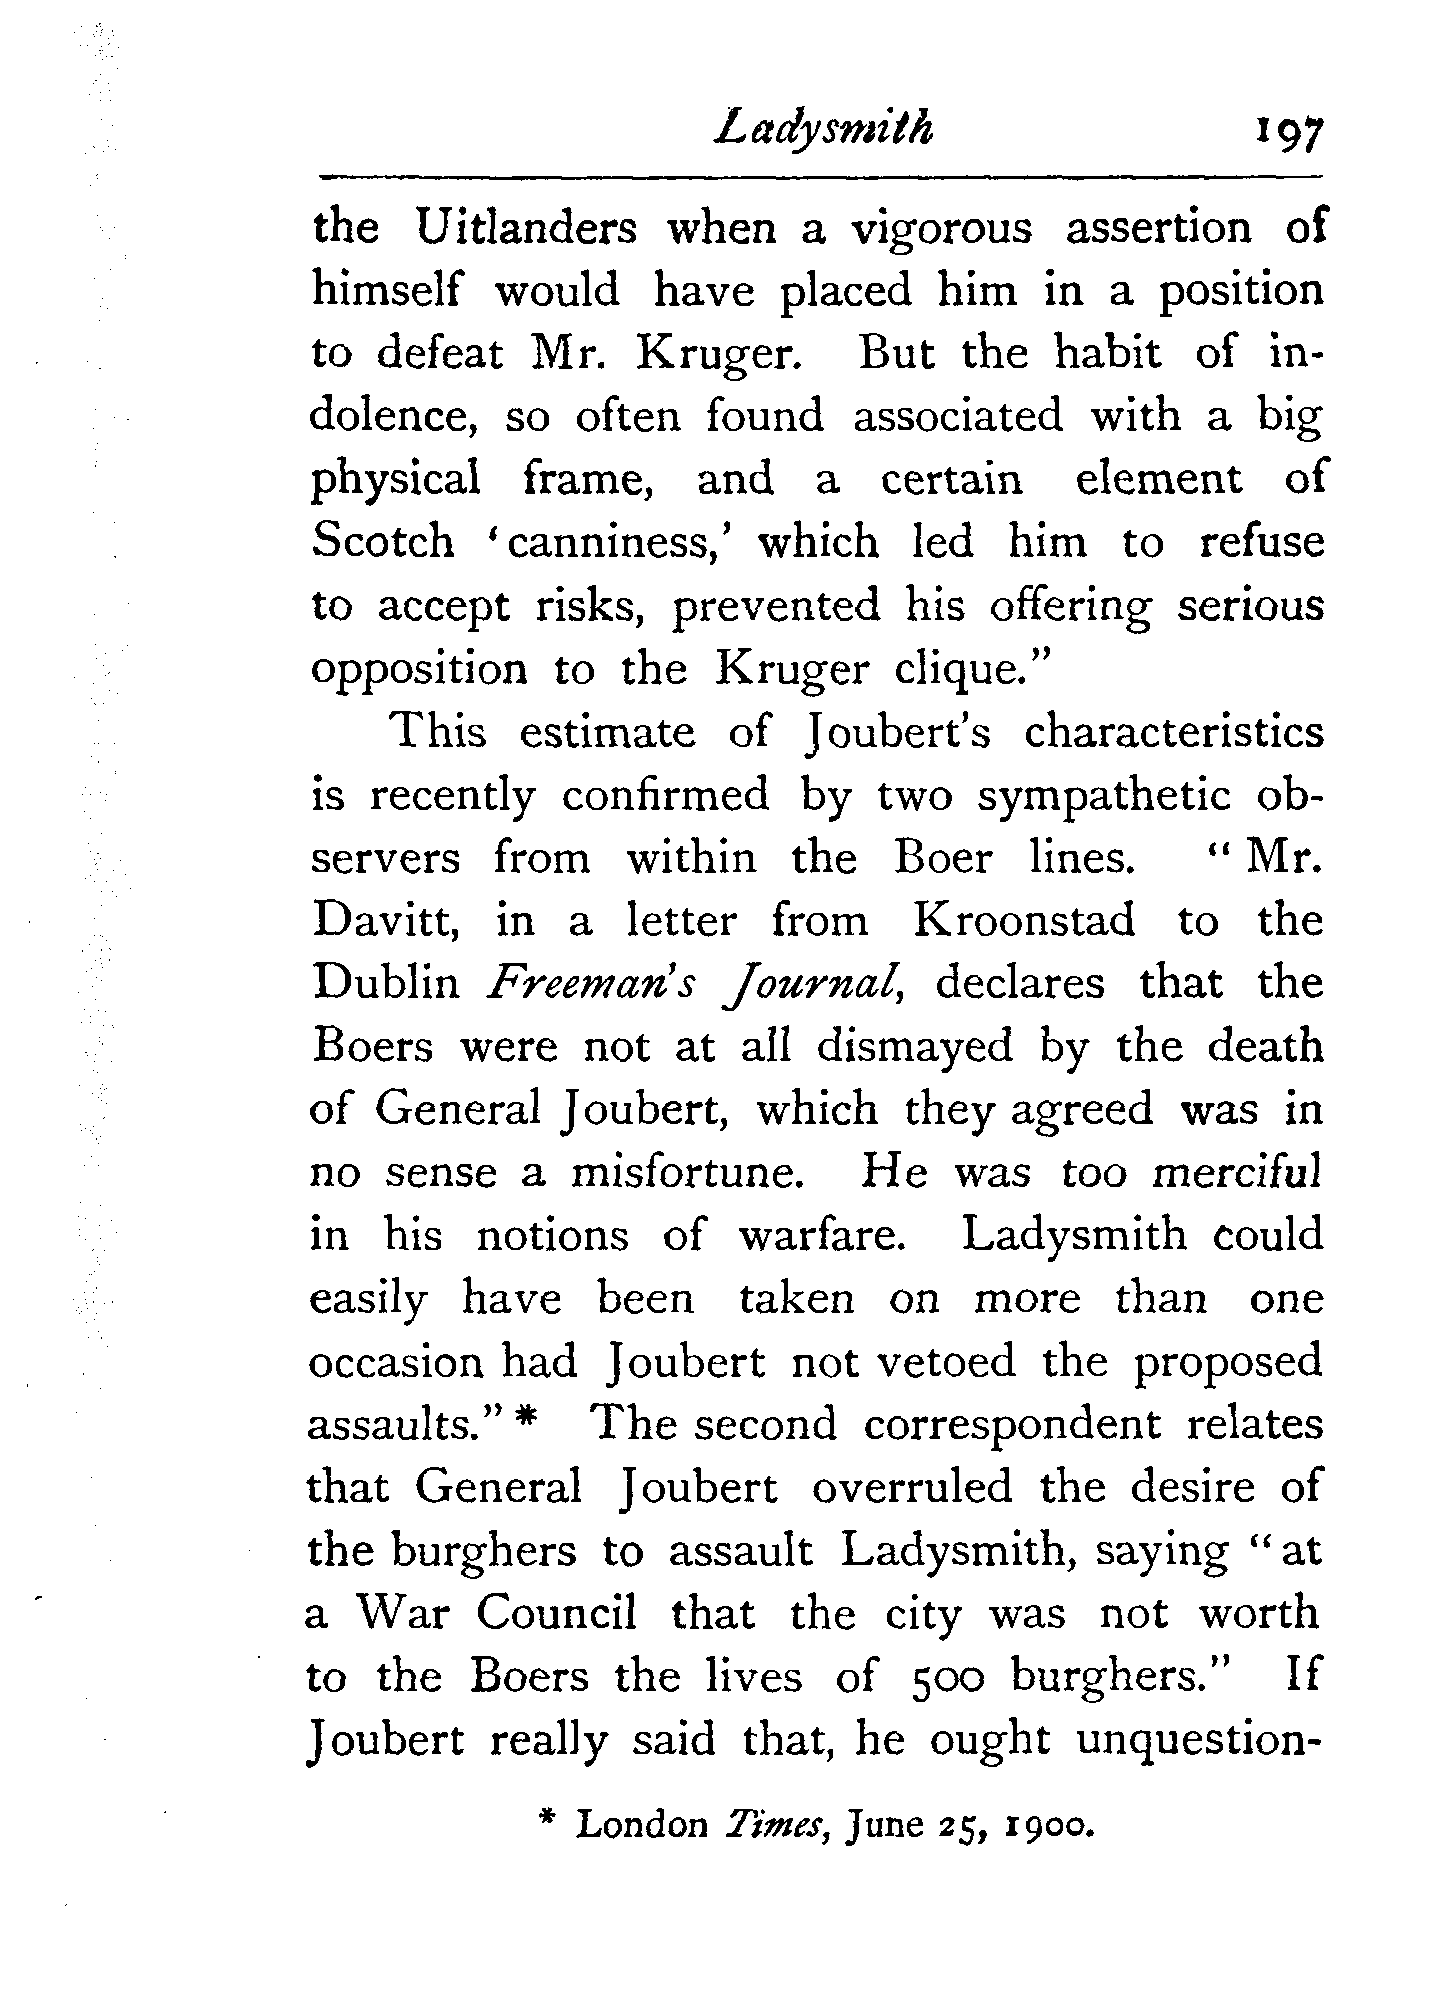 Ladysmith 197
the Uitlanders when a vigorous assertion of
himself would have placed him in a position
to defeat Mr. Kruger. But the habit of in-
dolence, so often found associated with a big
physical frame, and a certain element of
Scotch ‘canniness,’ which led him to refuse
to accept risks, prevented his offering serious
opposition to the Kruger clique.”
This estimate of Joubert’s characteristics
is recently confirmed by two sympathetic ob-
servers from within the Boer lines. “Mr.
Davitt, in a letter from Kroonstad to the
Dublin Freeman’s Journal, declares that the
Boers were not at all dismayed by the death
of General Joubert, which they agreed was in
no sense a misfortune. He was too merciful
in his notions of warfare. Ladysmith could
easily have been taken on more than one
occasion had Joubert not vetoed the proposed
assaults.” * The second correspondent relates
that General Joubert overruled the desire of
the burghers to assault Ladysmith, saying “at
a War Council that the city was not worth
to the Boers the lives of 500 burghers.” If
Joubert really said that, he ought unquestion-
* London Times, June 25, 1900.